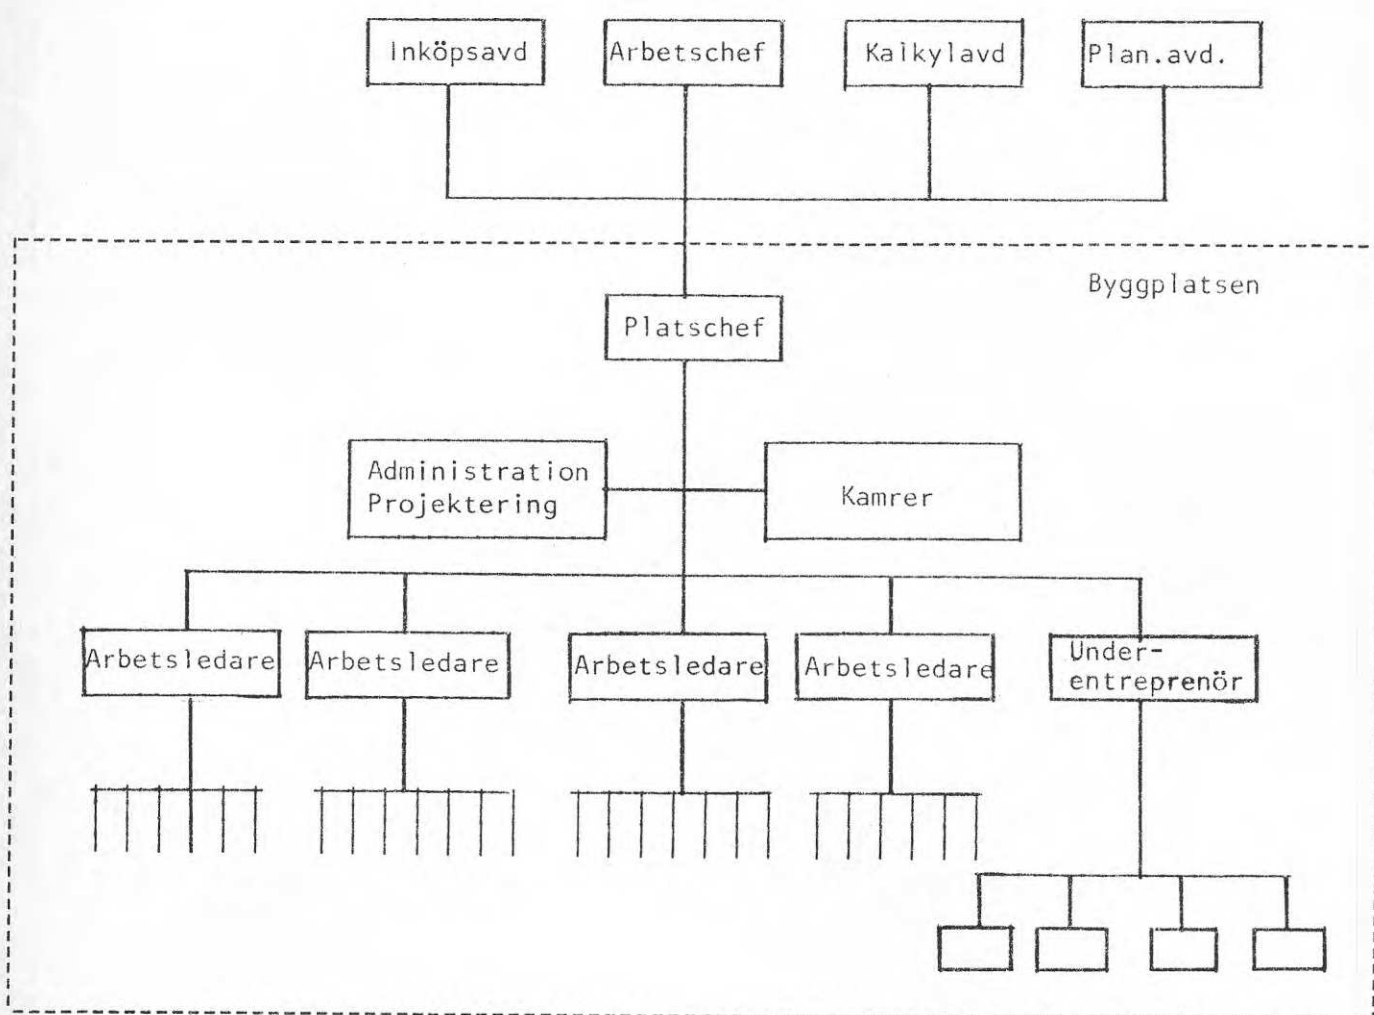 Inköpsavd
Arbetschef
Kalkylavd
Plan.avd.
Byggplatsen
Platschef
Administration
Projektering
Kamrer
Arbetsledare
Arbetsledare
Arbetsledare
Arbetsledare
Under-
entreprenör